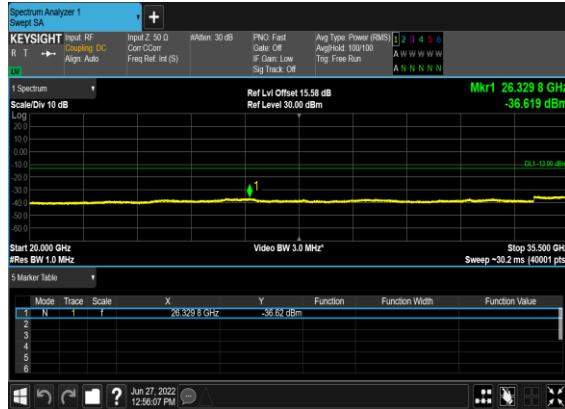 Spectrum Analyzer 1
Swept SA
+
KEYSIGHT
R T
Input: RF
Coupling: DC
Align: Auto
Input Z: 50 Ω
Corr CCorr
Freq Ref: Int (S)
#Atten: 30 dB
PNO: Fast
Gate: Off
IF Gain: Low
Sig Track: Off
Avg Type: Power (RMS)
Avg|Hold: 100/100
Trig: Free Run
1 2 3 4 5 6
A W W W W W
A N N N N N
1 Spectrum
Scale/Div 10 dB
Ref Lvl Offset 15.58 dB
Ref Level 30.00 dBm
Mkr1 26.329 8 GHz
-36.619 dBm
Log
20.0
10.0
0.00
-10.0
-20.0
-30.0
-40.0
-50.0
-60.0
DL1 -13.00 dBm
1
Start 20.000 GHz
#Res BW 1.0 MHz
Video BW 3.0 MHz*
Stop 35.500 GHz
Sweep ~30.2 ms (40001 pts)
5 Marker Table
Mode Trace Scale X Y Function Function Width Function Value
1 N 1 f 26.329 8 GHz -36.62 dBm
2
3
4
5
6
?
Jun 27, 2022
12:56:07 PM